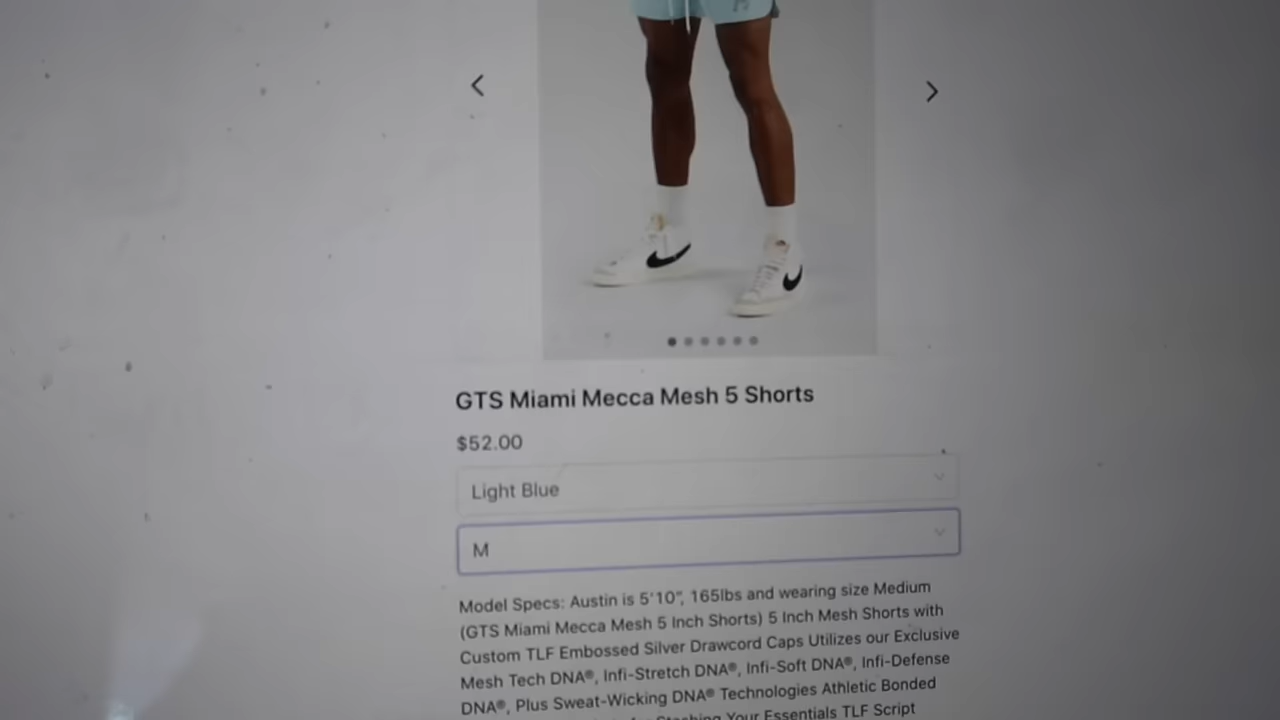 GTS Miami Mecca Mesh 5 Shorts
$52.00
Light Blue
M
Model Specs: Austin is 5'10", 165lbs and wearing size Medium
(GTS Miami Mecca Mesh 5 Inch Shorts) 5 Inch Mesh Shorts with
Custom TLF Embossed Silver Drawcord Caps Utilizes our Exclusive
Mesh Tech DNA®, Infi-Stretch DNA®, Infi-Soft DNA®, Infi-Defense
DNA®, Plus Sweat-Wicking DNA® Technologies Athletic Bonded
Your Essentials TLF Script